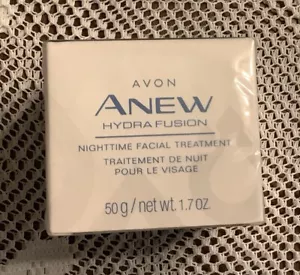 AVON
ANEW
HYDRA FUSION
NIGHTTIME FACIAL TREATMENT
TRAITEMENT DE NUIT
POUR LE VISAGE
50 g / net wt. 1.7 OZ.